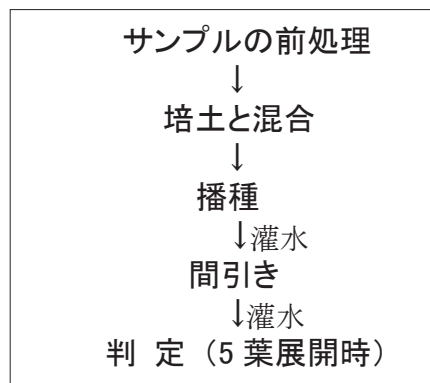 サンプルの前処理
↓
培土と混合
↓
播種
↓灌水
間引き
↓灌水
判 定（5 葉展開時）